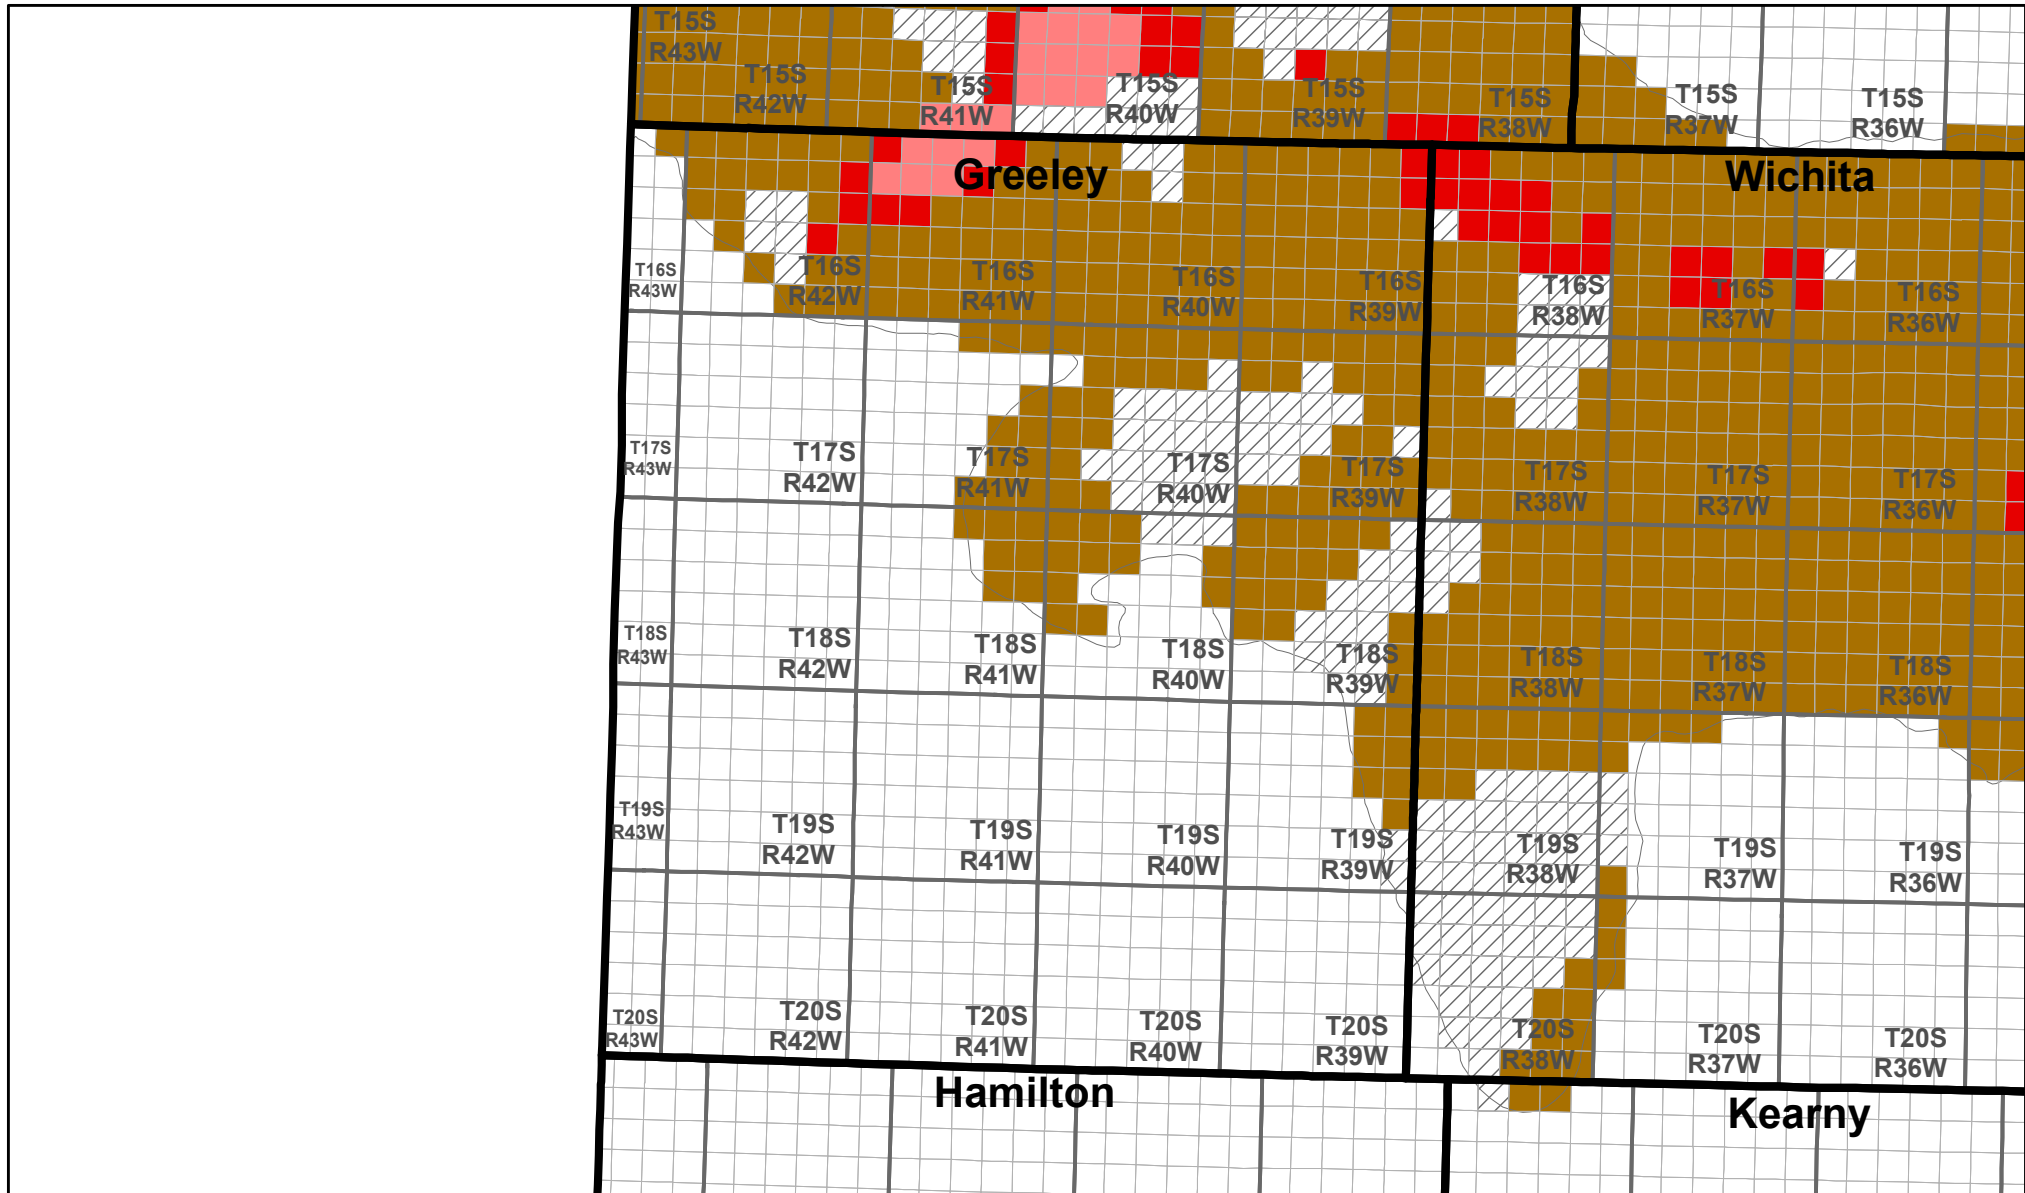 T15S
R43W
T15S
R42W
T15S
R41W
T15S
R40W
T15S
R39W
T15S
R38W
T15S
R37W
T15S
R36W
Greeley
Wichita
T16S
R43W
T16S
R42W
T16S
R41W
T16S
R40W
T16S
R39W
T16S
R38W
T16S
R37W
T16S
R36W
T17S
R43W
T17S
R42W
T17S
R41W
T17S
R40W
T17S
R39W
T17S
R38W
T17S
R37W
T17S
R36W
T18S
R43W
T18S
R42W
T18S
R41W
T18S
R40W
T18S
R39W
T18S
R38W
T18S
R37W
T18S
R36W
T19S
R43W
T19S
R42W
T19S
R41W
T19S
R40W
T19S
R39W
T19S
R38W
T19S
R37W
T19S
R36W
T20S
R43W
T20S
R42W
T20S
R41W
T20S
R40W
T20S
R39W
T20S
R38W
T20S
R37W
T20S
R36W
Hamilton
Kearny